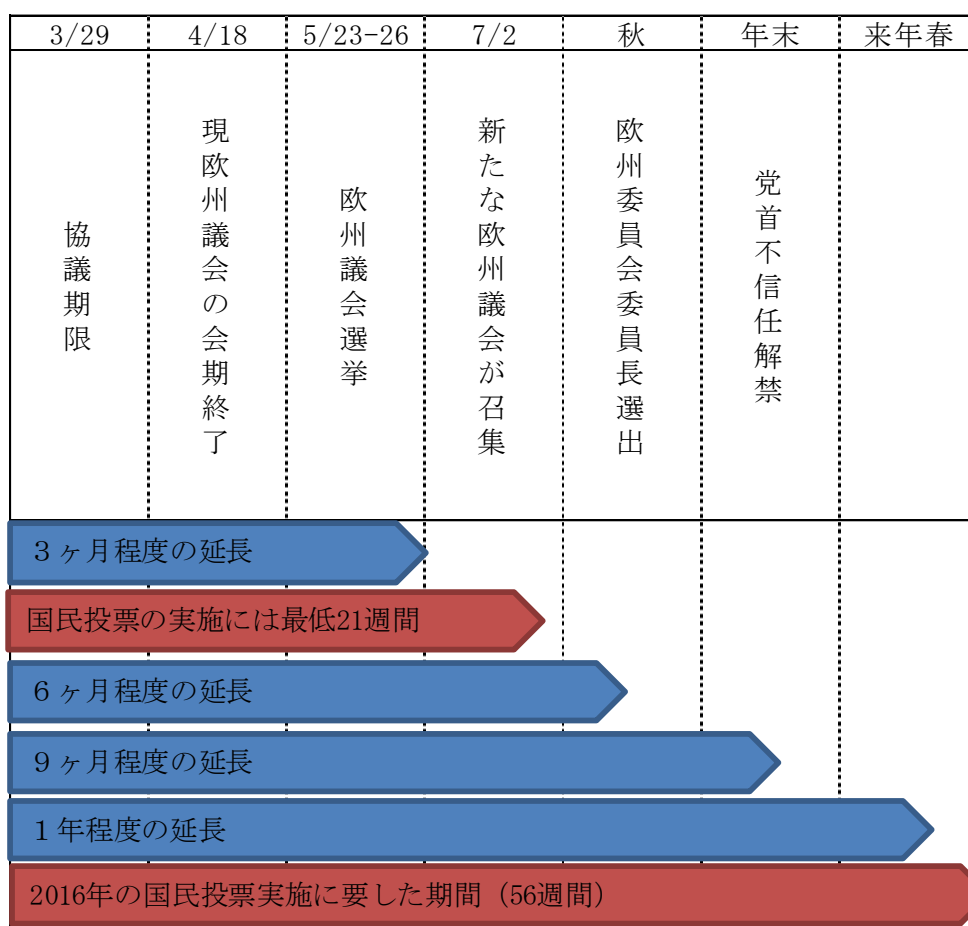 3/29
4/18
5/23-26
7/2
秋
年末
来年春
協議期限
現欧州議会の会期終了
欧州議会選挙
新たな欧州議会が召集
欧州委員会委員長選出
党首不信任解禁
３ヶ月程度の延長
国民投票の実施には最低21週間
６ヶ月程度の延長
９ヶ月程度の延長
１年程度の延長
2016年の国民投票実施に要した期間（56週間）